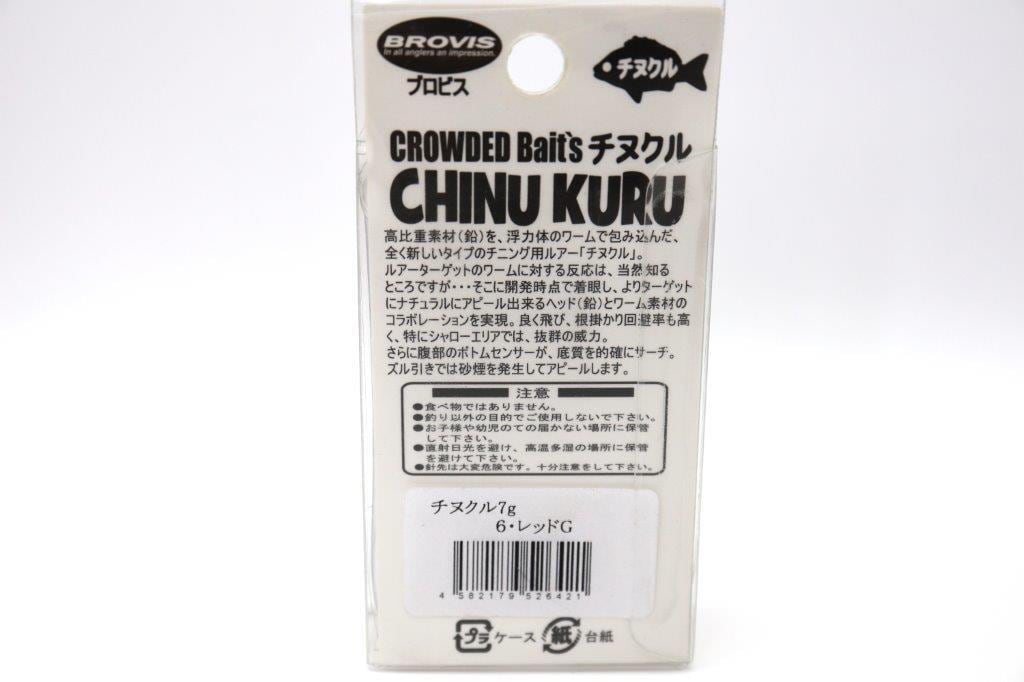 BROVIS
In all anglers an impression.
ブロビス
チヌクル
CROWDED Bait's チヌクル
CHINU KURU
高比重素材（鉛）を、浮力体のワームで包み込んだ、
全く新しいタイプのチニング用ルアー「チヌクル」。
ルアーターゲットのワームに対する反応は、当然知る
ところですが･･･そこに開発時点で着眼し、よりターゲット
にナチュラルにアピール出来るヘッド（鉛）とワーム素材の
コラボレーションを実現。良く飛び、根掛かり回避率も高
く、特にシャローエリアでは、抜群の威力。
さらに腹部のボトムセンサーが、底質を的確にサーチ。
ズル引きでは砂煙を発生してアピールします。
注意
●食べ物ではありません。
●釣り以外の目的でご使用しないで下さい。
●お子様や幼児のての届かない場所に保管
して下さい。
●直射日光を避け、高温多湿の場所に保管
を避けて下さい。
●針先は大変危険です。十分注意をして下さい。
チヌクル7g
6・レッドG
4 582179 526421
プラ ケース 紙 台紙